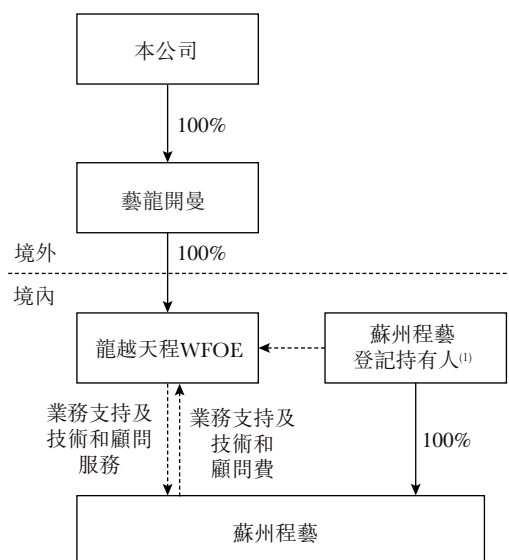 本公司
100%
藝龍開曼
境外
100%
境內
龍越天程WFOE
蘇州程藝
登記持有人(1)
業務支持及
技術和顧問
服務
業務支持及
技術和
顧問費
100%
蘇州程藝